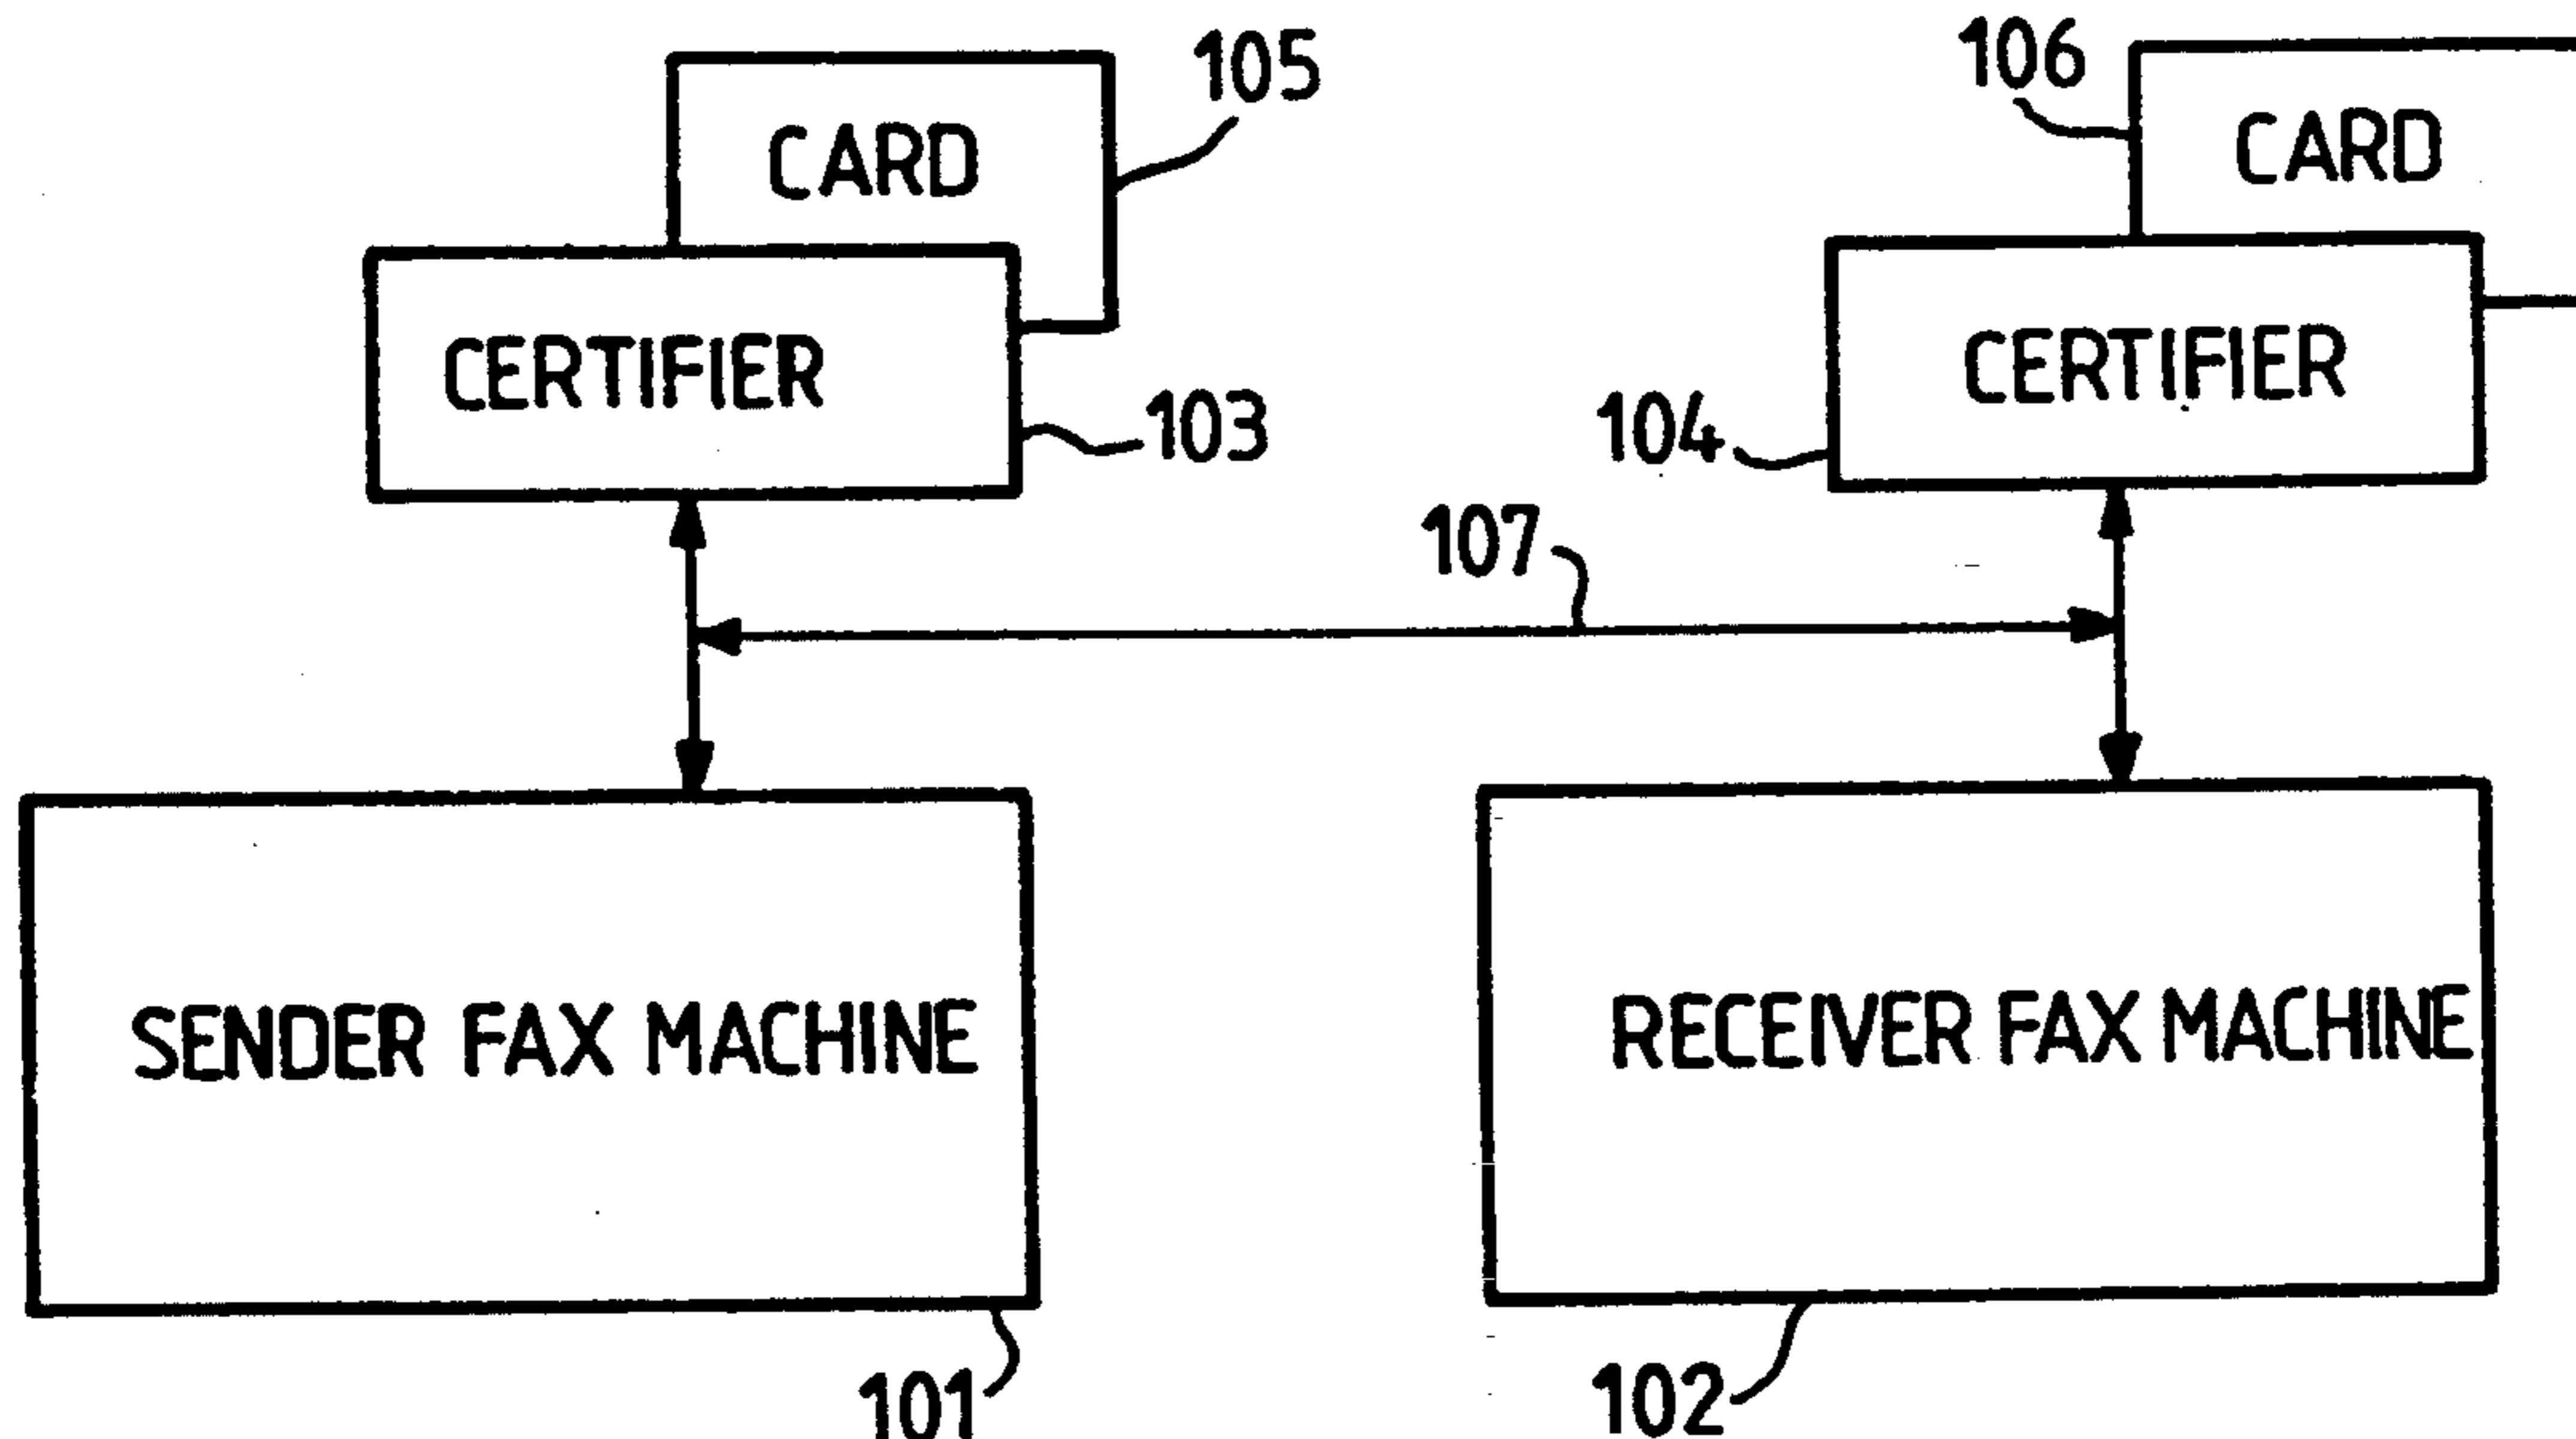 105
106
CARD
CARD
CERTIFIER
CERTIFIER
103
104
107
SENDER FAX MACHINE
RECEIVER FAX MACHINE
101
102